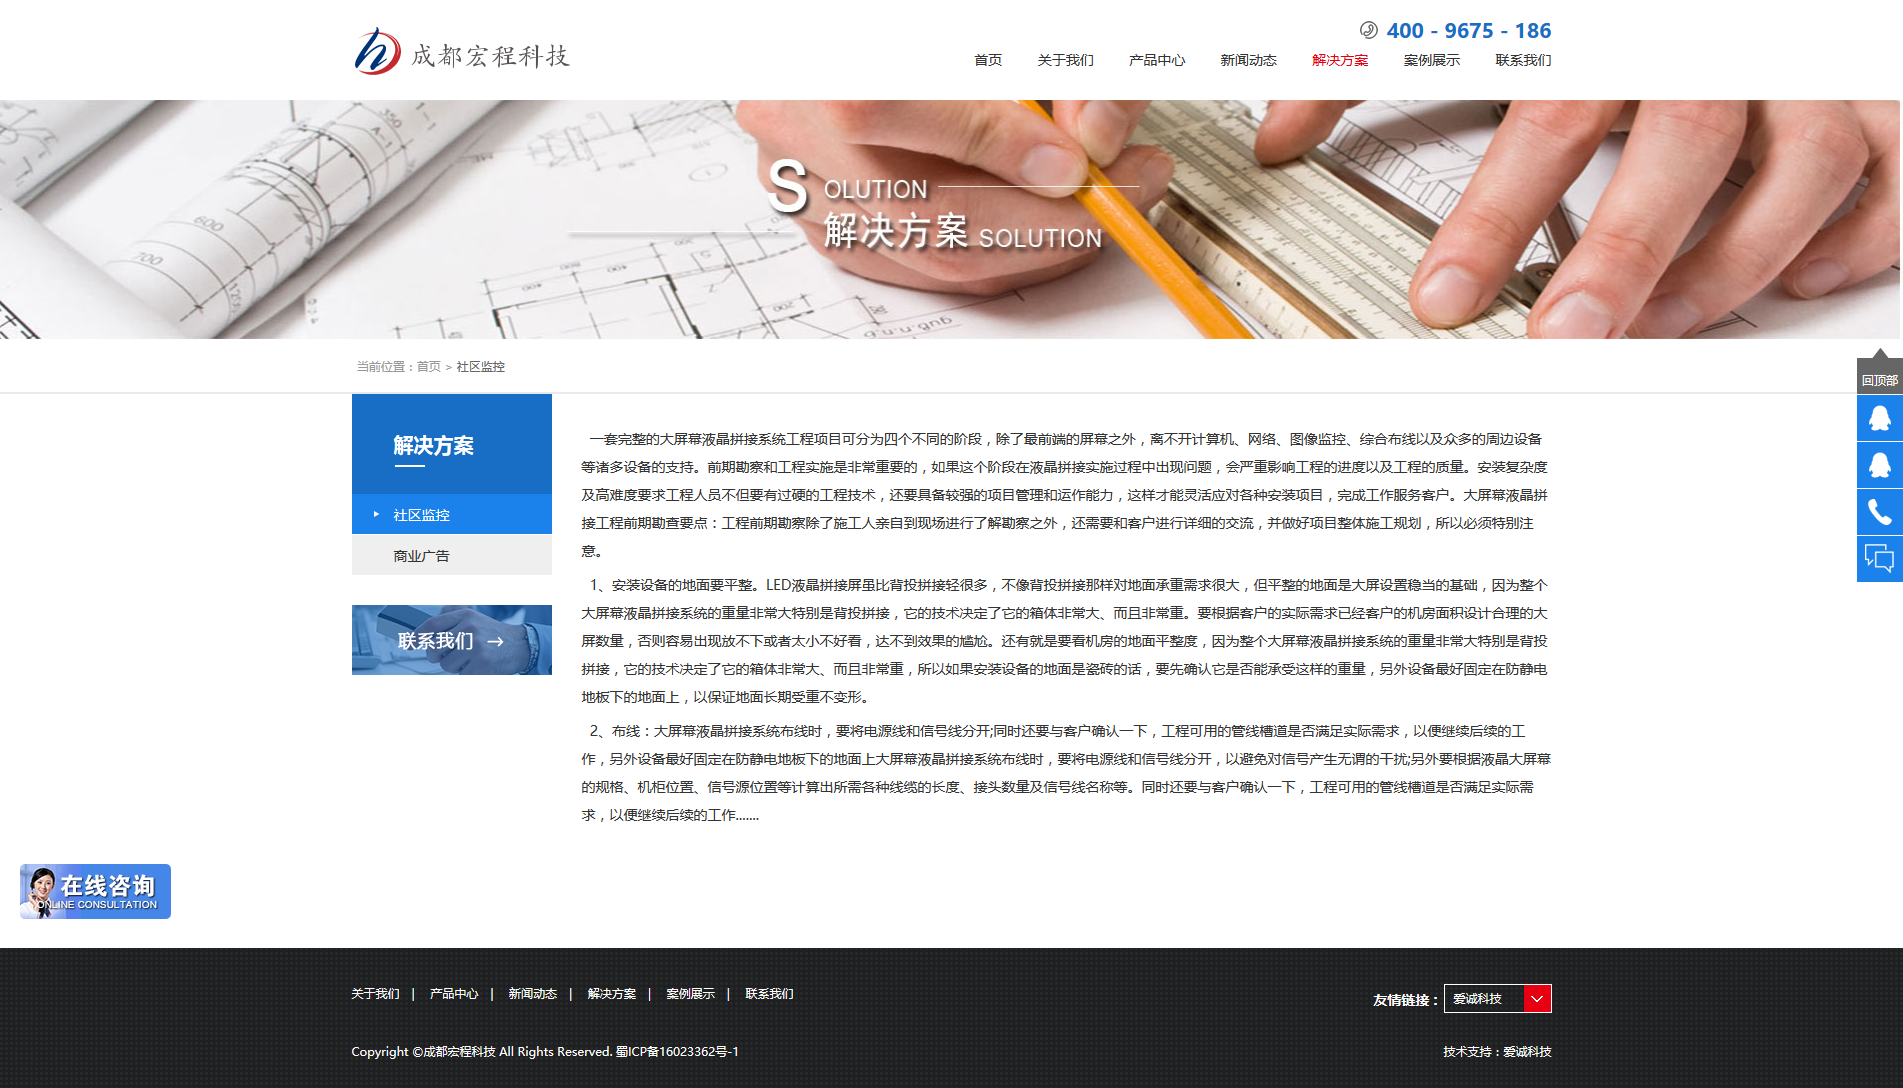 成都宏程科技
400 - 9675 - 186
首页 关于我们 产品中心 新闻动态 解决方案 案例展示 联系我们
S OLUTION
解决方案 SOLUTION
350
600
700
1205
400
400
200
400
200
当前位置：首页 > 社区监控
回顶部
解决方案
社区监控
商业广告
联系我们 →
一套完整的大屏幕液晶拼接系统工程项目可分为四个不同的阶段，除了最前端的屏幕之外，离不开计算机、网络、图像监控、综合布线以及众多的周边设备
等诸多设备的支持。前期勘察和工程实施是非常重要的，如果这个阶段在液晶拼接实施过程中出现问题，会严重影响工程的进度以及工程的质量。安装复杂度
及高难度要求工程人员不但要有过硬的工程技术，还要具备较强的项目管理和运作能力，这样才能灵活应对各种安装项目，完成工作服务客户。大屏幕液晶拼
接工程前期勘查要点：工程前期勘察除了施工人亲自到现场进行了解勘察之外，还需要和客户进行详细的交流，并做好项目整体施工规划，所以必须特别注
意。
1、安装设备的地面要平整。LED液晶拼接屏虽比背投拼接轻很多，不像背投拼接那样对地面承重需求很大，但平整的地面是大屏设置稳当的基础，因为整个
大屏幕液晶拼接系统的重量非常大特别是背投拼接，它的技术决定了它的箱体非常大、而且非常重。要根据客户的实际需求已经客户的机房面积设计合理的大
屏数量，否则容易出现放不下或者太小不好看，达不到效果的尴尬。还有就是要看机房的地面平整度，因为整个大屏幕液晶拼接系统的重量非常大特别是背投
拼接，它的技术决定了它的箱体非常大、而且非常重，所以如果安装设备的地面是瓷砖的话，要先确认它是否能承受这样的重量，另外设备最好固定在防静电
地板下的地面上，以保证地面长期受重不变形。
2、布线：大屏幕液晶拼接系统布线时，要将电源线和信号线分开;同时还要与客户确认一下，工程可用的管线槽道是否满足实际需求，以便继续后续的工
作，另外设备最好固定在防静电地板下的地面上大屏幕液晶拼接系统布线时，要将电源线和信号线分开，以避免对信号产生无谓的干扰;另外要根据液晶大屏幕
的规格、机柜位置、信号源位置等计算出所需各种线缆的长度、接头数量及信号线名称等。同时还要与客户确认一下，工程可用的管线槽道是否满足实际需
求，以便继续后续的工作.......
在线咨询
ONLINE CONSULTATION
关于我们 | 产品中心 | 新闻动态 | 解决方案 | 案例展示 | 联系我们
友情链接： 爱诚科技
Copyright ©成都宏程科技 All Rights Reserved. 蜀ICP备16023362号-1
技术支持：爱诚科技